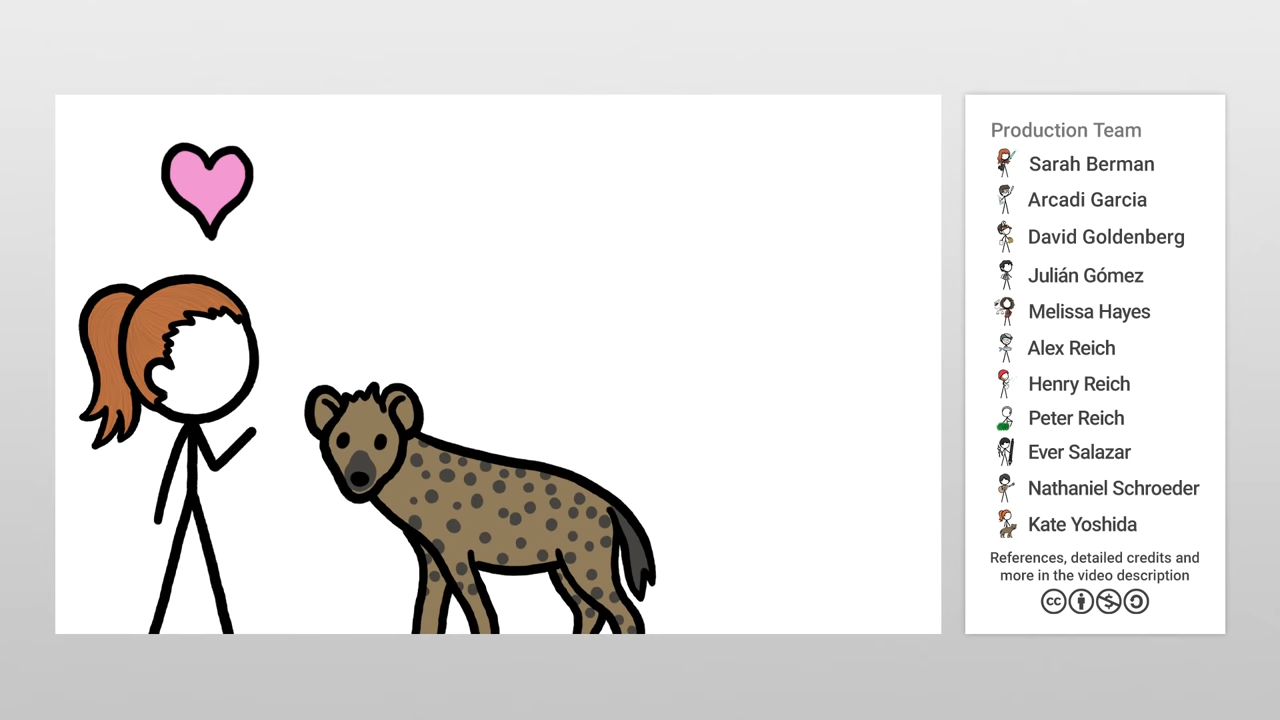 Production Team
Sarah Berman
Arcadi Garcia
David Goldenberg
Julián Gómez
Melissa Hayes
Alex Reich
Henry Reich
Peter Reich
Ever Salazar
Nathaniel Schroeder
Kate Yoshida
References, detailed credits and
more in the video description
cc